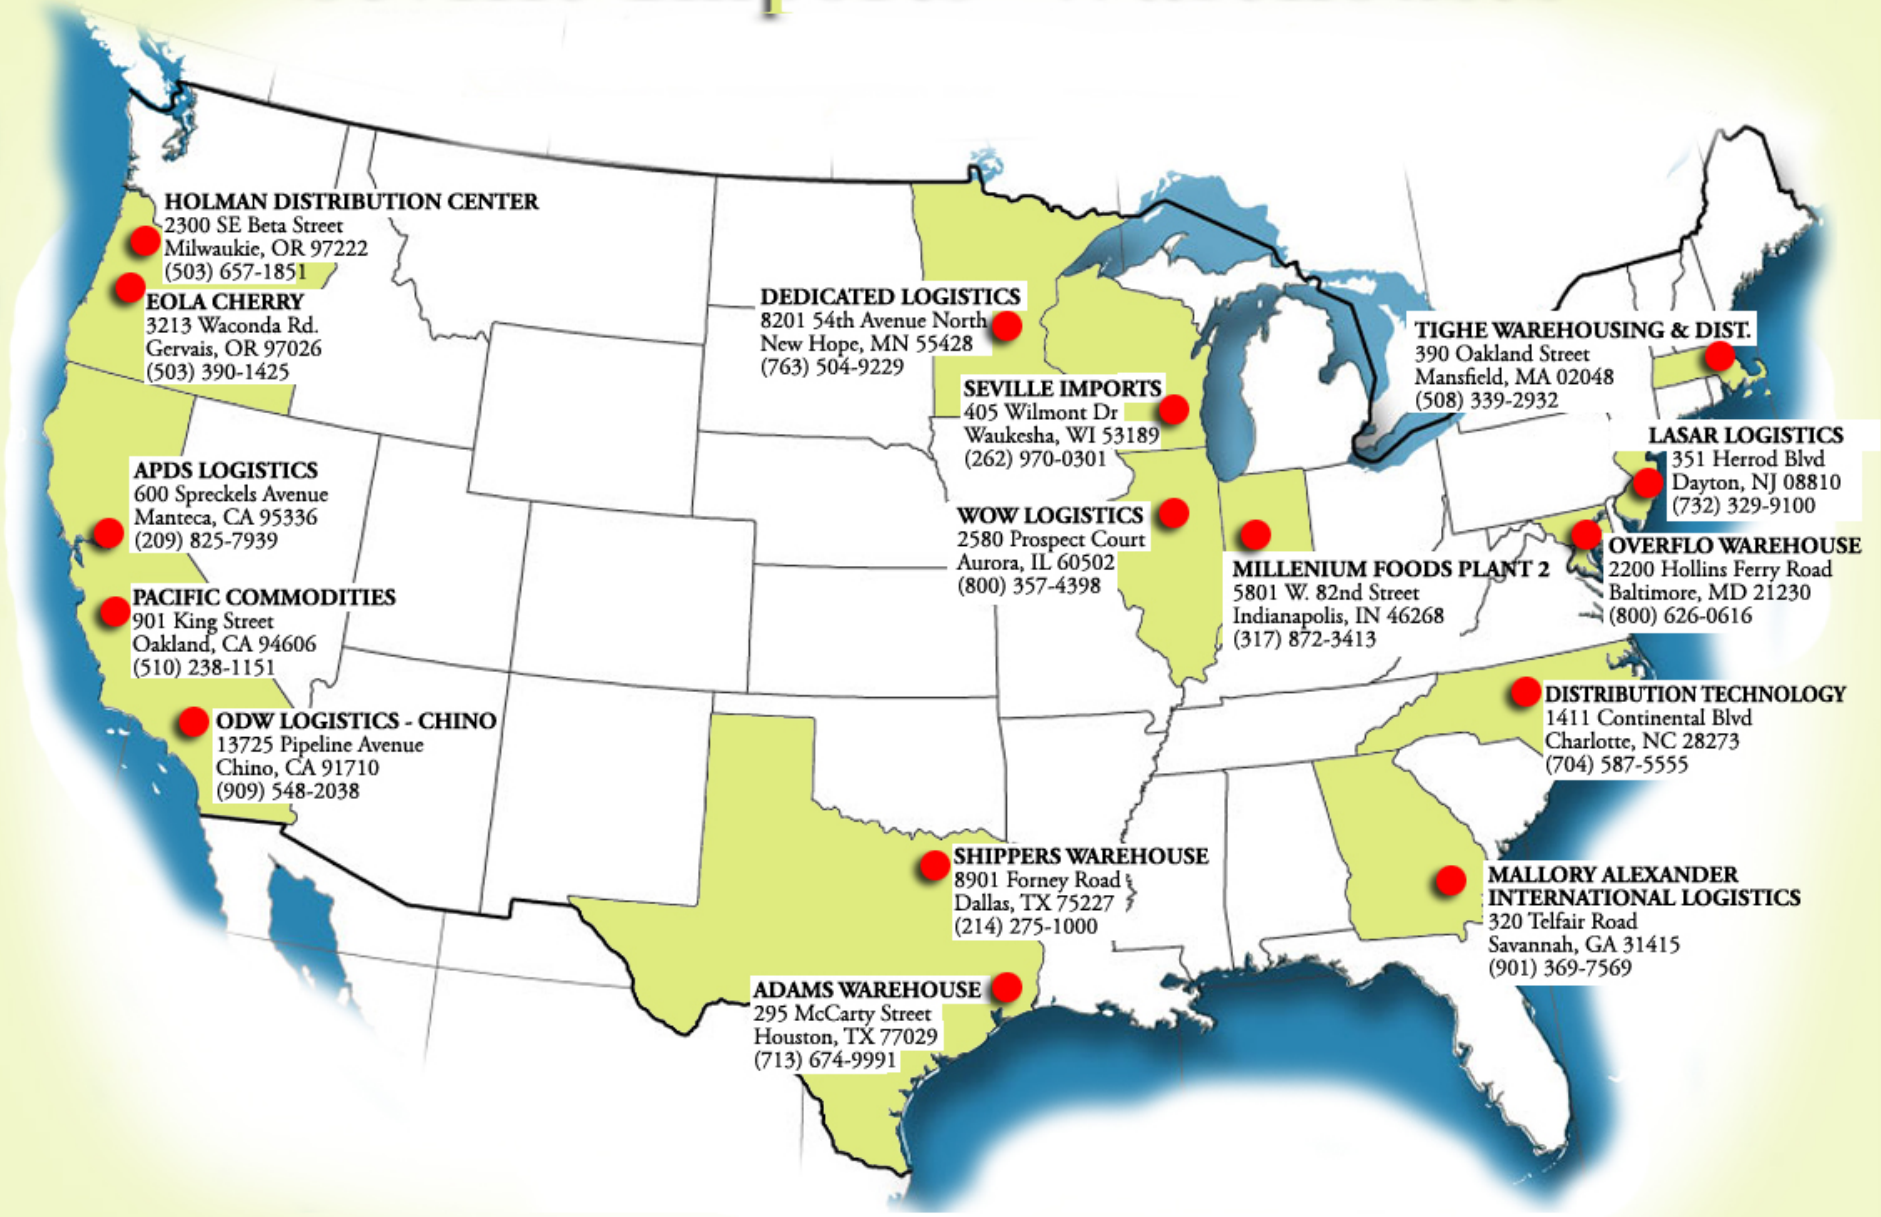 HOLMAN DISTRIBUTION CENTER
2300 SE Beta Street
Milwaukie, OR 97222
(503) 657-1851
EOLA CHERRY
3213 Waconda Rd.
Gervais, OR 97026
(503) 390-1425
APDS LOGISTICS
600 Spreckels Avenue
Manteca, CA 95336
(209) 825-7939
PACIFIC COMMODITIES
901 King Street
Oakland, CA 94606
(510) 238-1151
ODW LOGISTICS - CHINO
13725 Pipeline Avenue
Chino, CA 91710
(909) 548-2038
DEDICATED LOGISTICS
8201 54th Avenue North
New Hope, MN 55428
(763) 504-9229
SEVILLE IMPORTS
405 Wilmont Dr
Waukesha, WI 53189
(262) 970-0301
WOW LOGISTICS
2580 Prospect Court
Aurora, IL 60502
(800) 357-4398
MILLENIUM FOODS PLANT 2
5801 W. 82nd Street
Indianapolis, IN 46268
(317) 872-3413
SHIPPERS WAREHOUSE
8901 Forney Road
Dallas, TX 75227
(214) 275-1000
ADAMS WAREHOUSE
295 McCarty Street
Houston, TX 77029
(713) 674-9991
TIGHE WAREHOUSING & DIST.
390 Oakland Street
Mansfield, MA 02048
(508) 339-2932
LASAR LOGISTICS
351 Herrod Blvd
Dayton, NJ 08810
(732) 329-9100
OVERFLO WAREHOUSE
2200 Hollins Ferry Road
Baltimore, MD 21230
(800) 626-0616
DISTRIBUTION TECHNOLOGY
1411 Continental Blvd
Charlotte, NC 28273
(704) 587-5555
MALLORY ALEXANDER
INTERNATIONAL LOGISTICS
320 Telfair Road
Savannah, GA 31415
(901) 369-7569